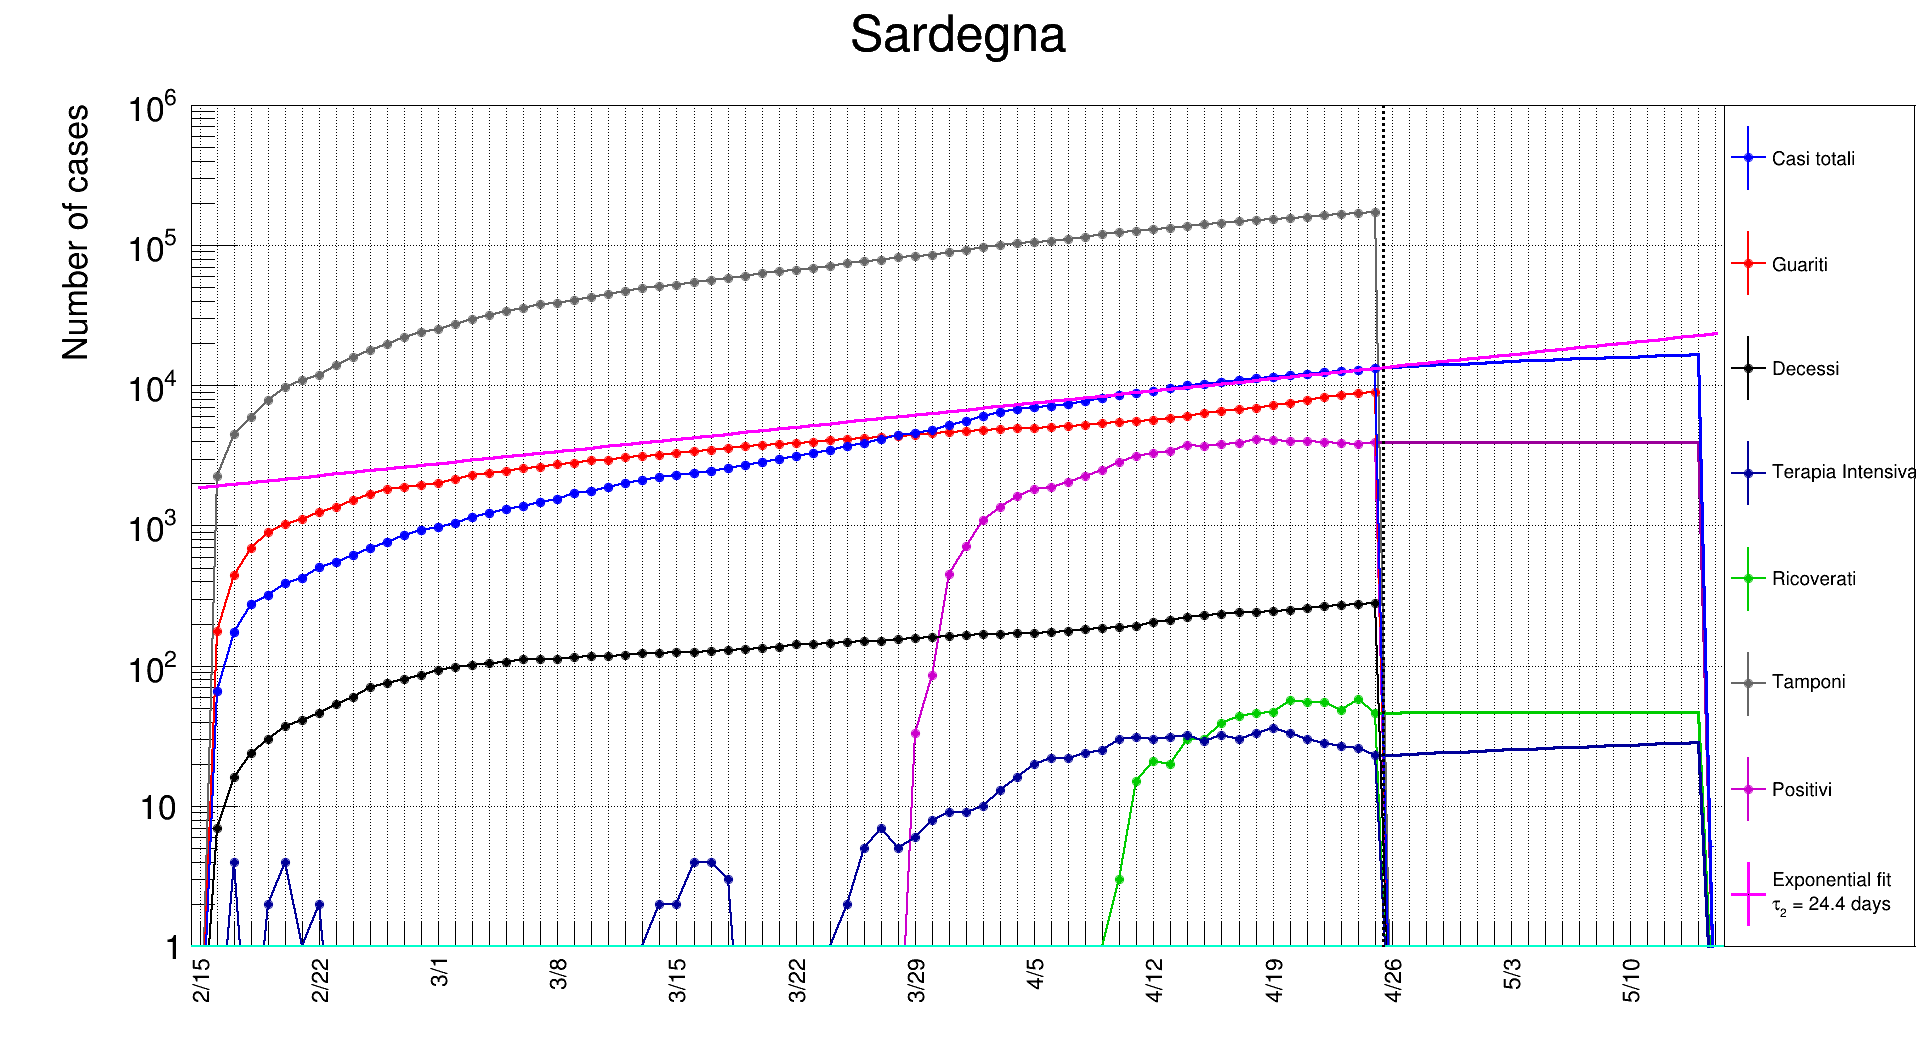 Sardegna
Number of cases
10^6
10^5
10^4
10^3
10^2
10
1
2/15
2/22
3/1
3/8
3/15
3/22
3/29
4/5
4/12
4/19
4/26
5/3
5/10
Casi totali
Guariti
Decessi
Terapia Intensiva
Ricoverati
Tamponi
Positivi
Exponential fit
τ_2 = 24.4 days